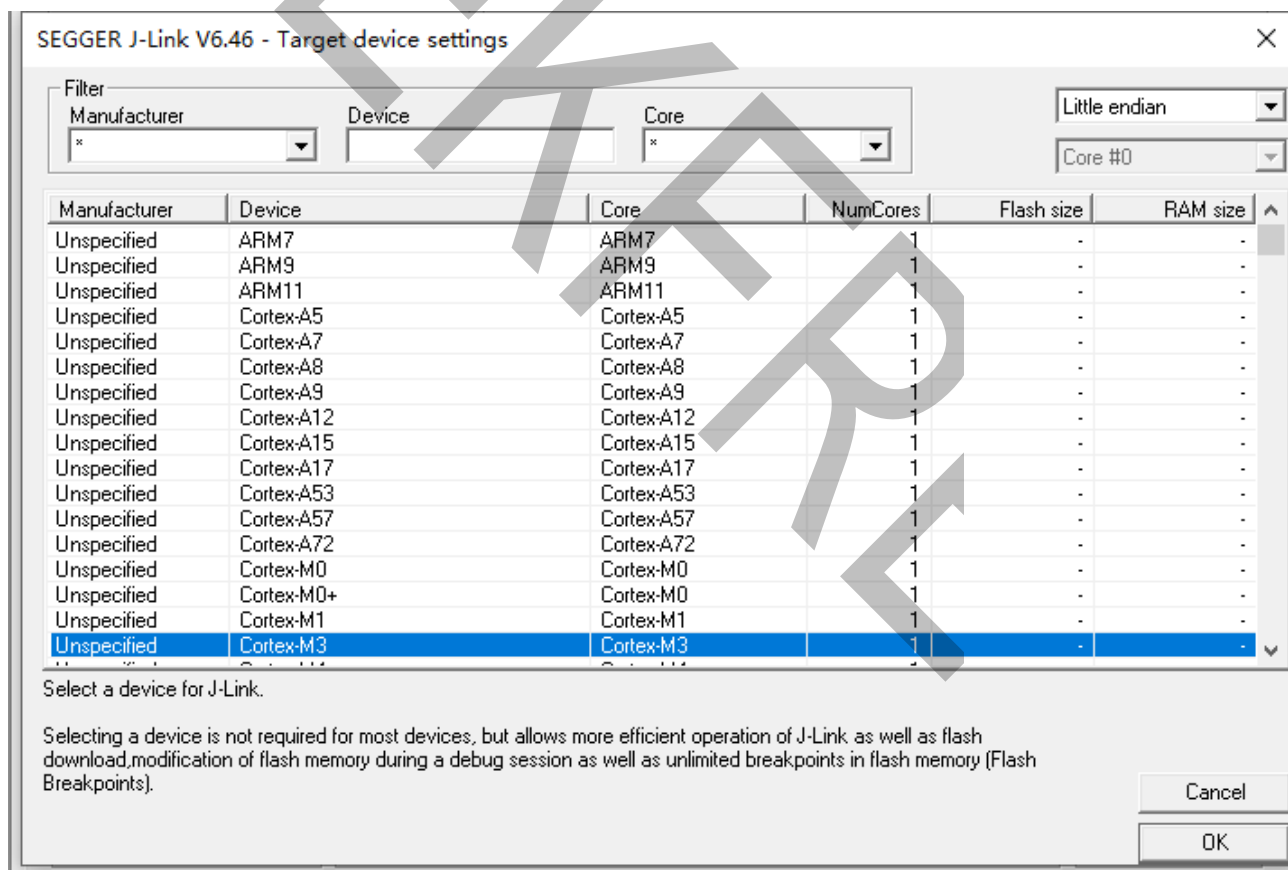 SEGGER J-Link V6.46 - Target device settings
Filter
Manufacturer Device Core
* *
Little endian
Core #0
Manufacturer Device Core NumCores Flash size RAM size
Unspecified ARM7 ARM7 1 - -
Unspecified ARM9 ARM9 1 - -
Unspecified ARM11 ARM11 1 - -
Unspecified Cortex-A5 Cortex-A5 1 - -
Unspecified Cortex-A7 Cortex-A7 1 - -
Unspecified Cortex-A8 Cortex-A8 1 - -
Unspecified Cortex-A9 Cortex-A9 1 - -
Unspecified Cortex-A12 Cortex-A12 1 - -
Unspecified Cortex-A15 Cortex-A15 1 - -
Unspecified Cortex-A17 Cortex-A17 1 - -
Unspecified Cortex-A53 Cortex-A53 1 - -
Unspecified Cortex-A57 Cortex-A57 1 - -
Unspecified Cortex-A72 Cortex-A72 1 - -
Unspecified Cortex-M0 Cortex-M0 1 - -
Unspecified Cortex-M0+ Cortex-M0 1 - -
Unspecified Cortex-M1 Cortex-M1 1 - -
Unspecified Cortex-M3 Cortex-M3 1 - -
Select a device for J-Link.
Selecting a device is not required for most devices, but allows more efficient operation of J-Link as well as flash
download,modification of flash memory during a debug session as well as unlimited breakpoints in flash memory (Flash
Breakpoints).
Cancel
OK